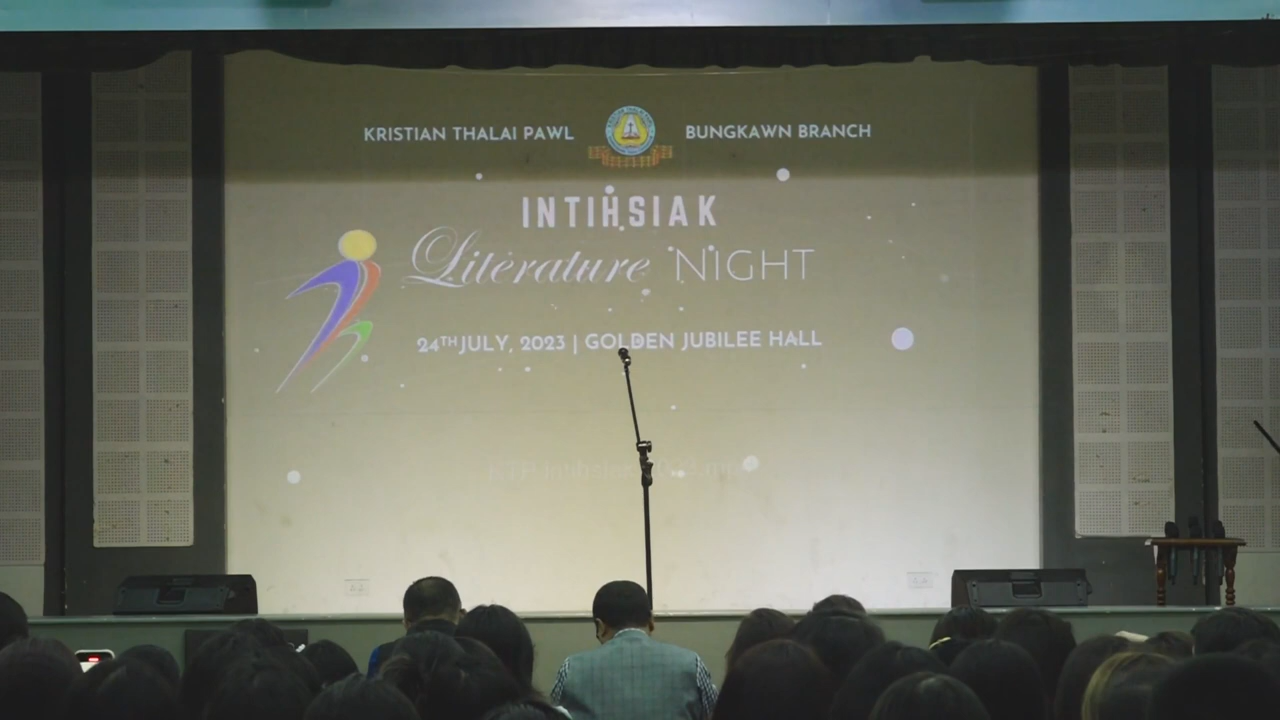 KRISTIAN THALAI PAWL BUNGKAWN BRANCH
INTIHSIAK
Literature NIGHT
24TH JULY, 2023 | GOLDEN JUBILEE HALL